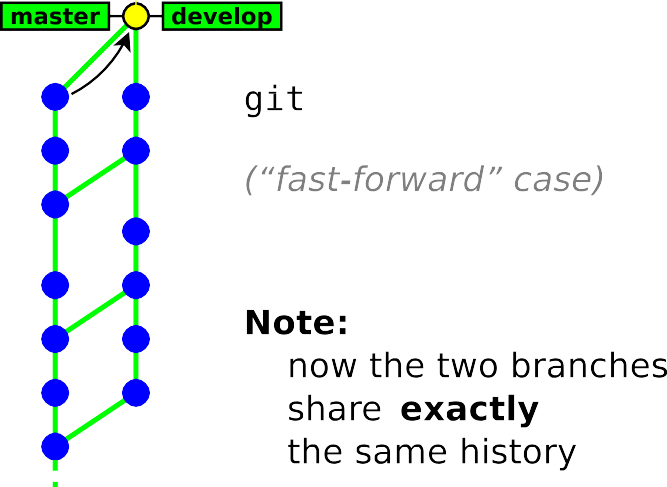 master develop
git
(“fast-forward” case)
Note:
now the two branches
share exactly
the same history